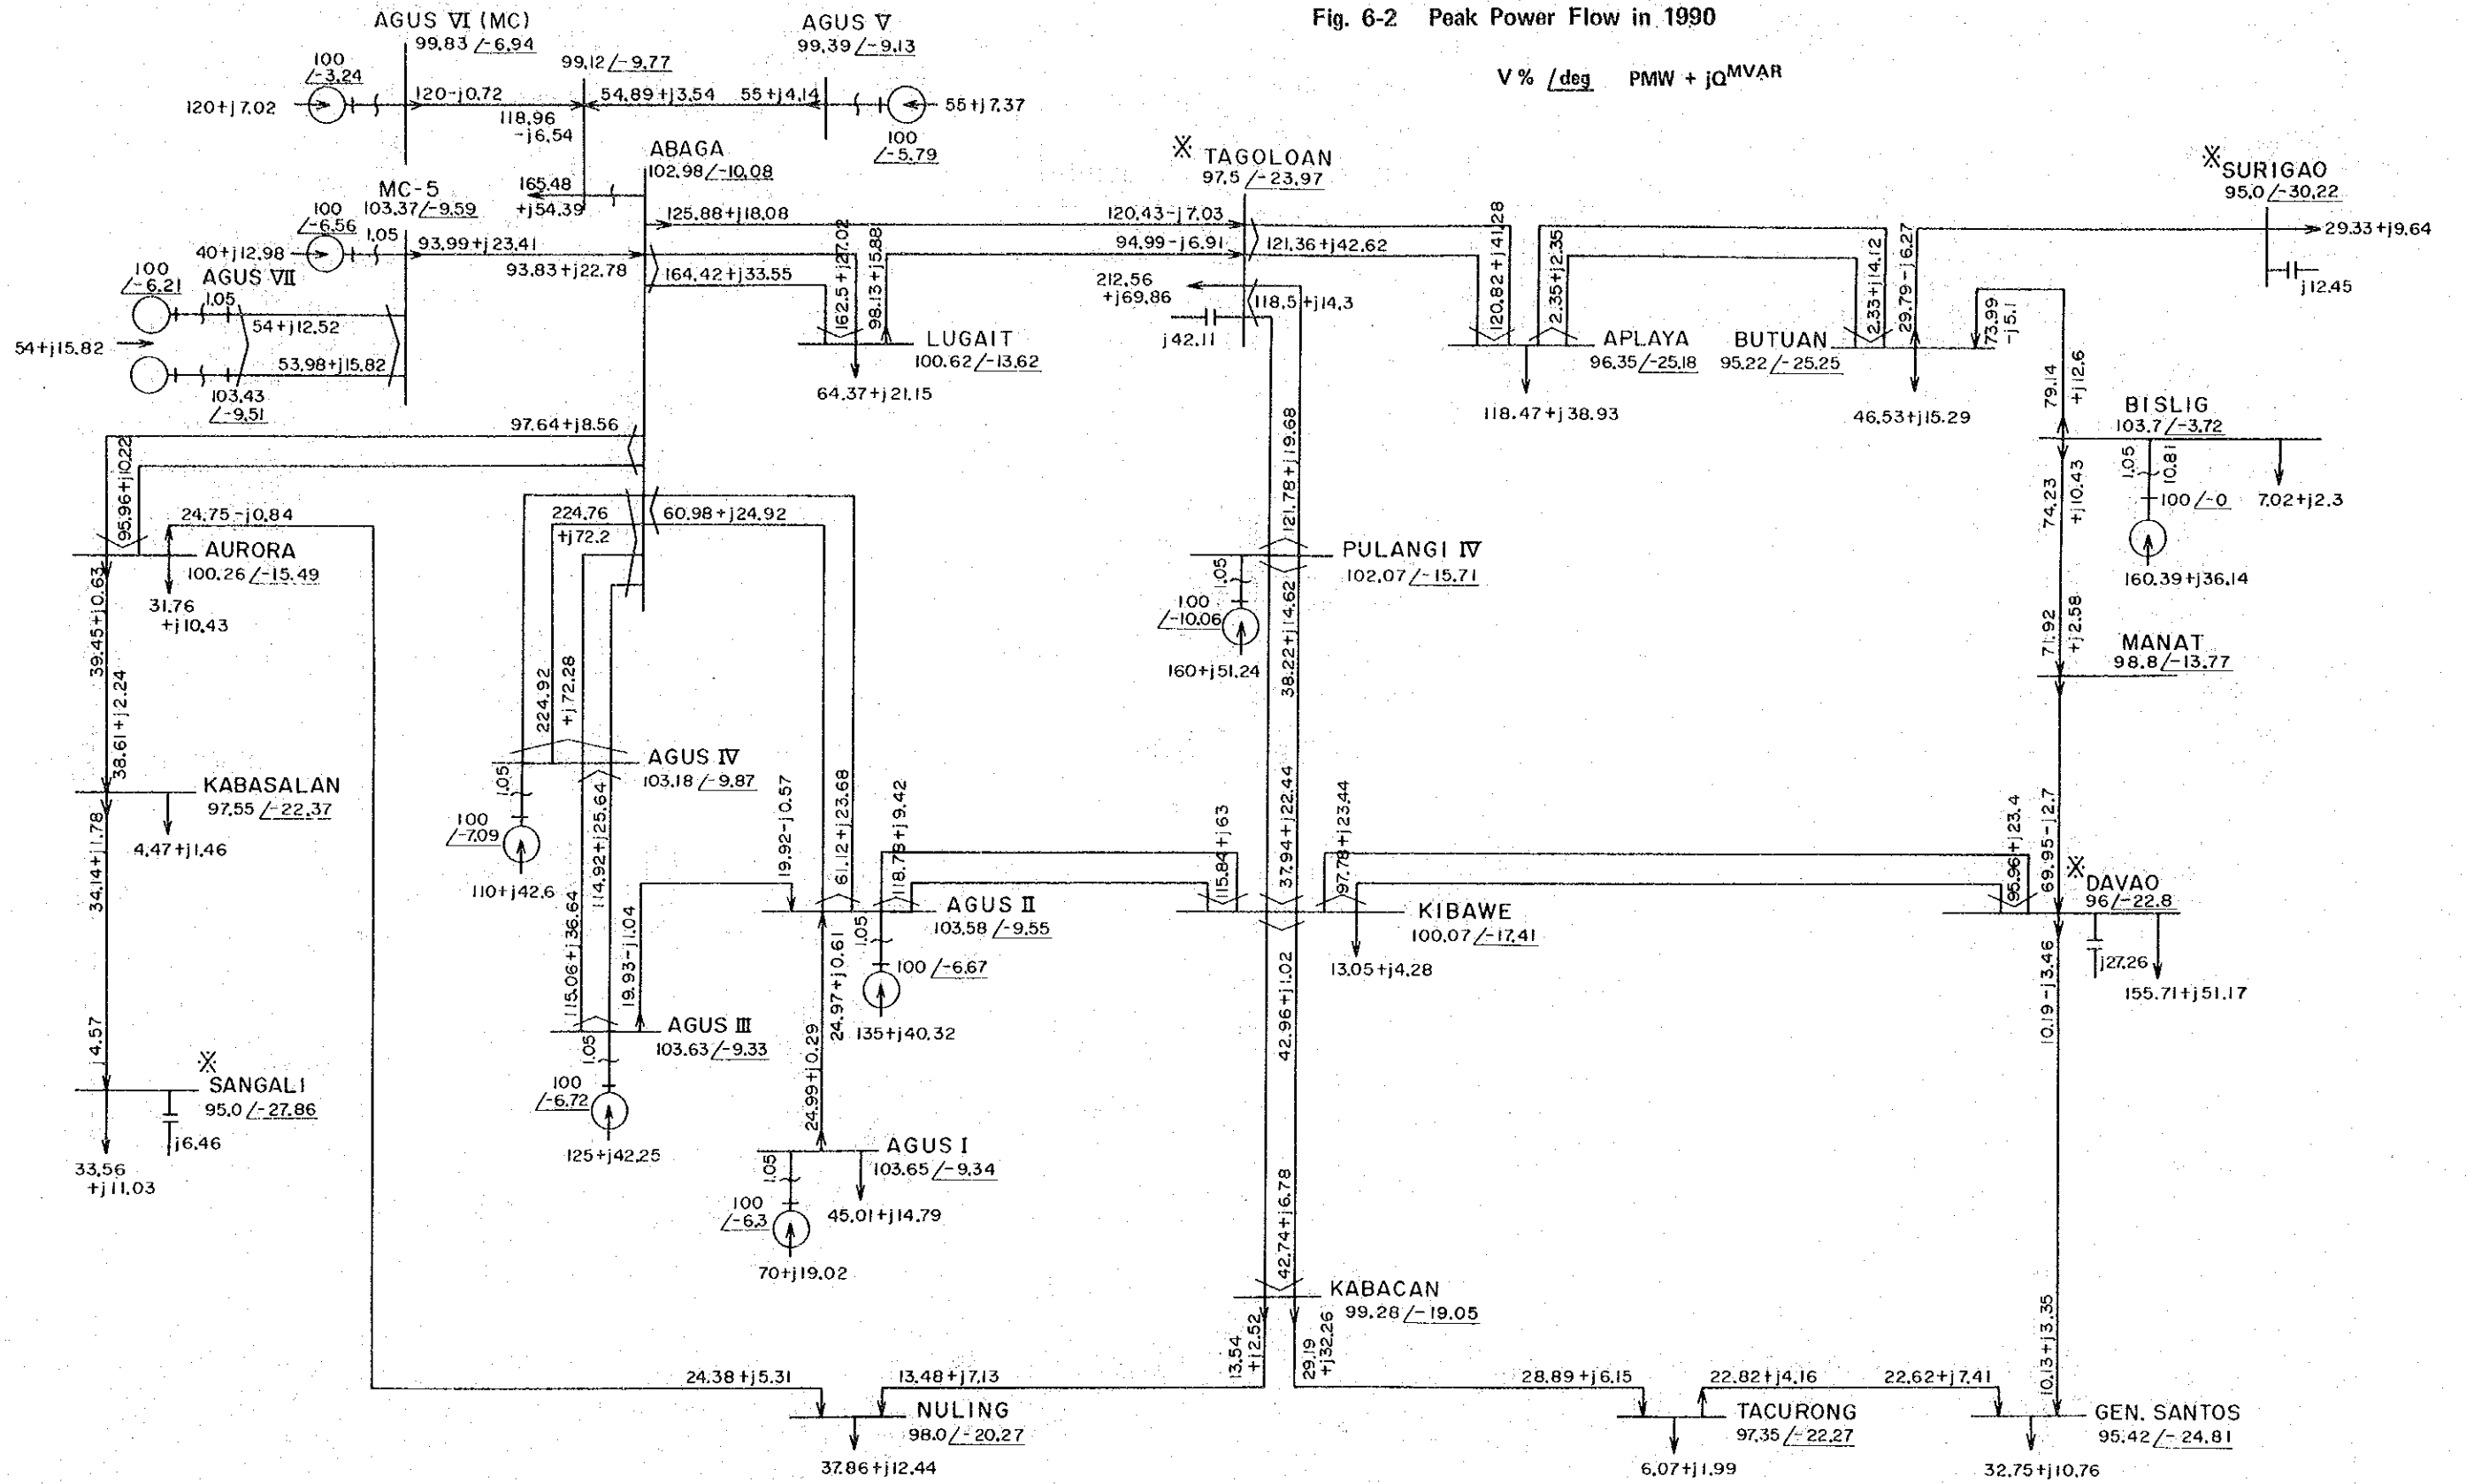 Fig. 6-2 Peak Power Flow in 1990
V% /deg PMW + jQMVAR
AGUS VI (MC)
99.83 /-6.94
100
/-3.24
120+j7.02
120-j0.72
118.96
-j6.54
99.12 /-9.77
54.89+j3.54
55+j4.14
AGUS V
99.39 /-9.13
55+j7.37
100
/-5.79
ABAGA
102.98 /-10.08
165.48
+j54.39
MC-5
103.37 /-9.59
100
/-6.56
1.05
40+j12.98
93.99+j23.41
93.83+j22.78
AGUS VII
100
/-6.21
1.05
54+j12.52
54+j15.82
53.98+j15.82
103.43
/-9.51
125.88+j18.08
120.43-j7.03
164.42+j33.55
162.5+j27.02
98.13+j5.88
94.99-j6.91
LUGAIT
100.62 /-13.62
64.37+j21.15
※ TAGOLOAN
97.5 /-23.97
121.36+j42.62
212.56
+j69.86
118.5+j14.3
j42.11
120.82+j41.28
2.35+j2.35
APLAYA
96.35 /-25.18
118.47+j38.93
BUTUAN
95.22 /-25.25
2.33+j14.12
29.79-j6.27
73.99
-j5.1
46.53+j15.29
※ SURIGAO
95.0 /-30.22
29.33+j9.64
j12.45
79.14
+j12.6
BISLIG
103.7 /-3.72
1.05
10.81
100 /-0
7.02+j2.3
160.39+j36.14
74.23
+j10.43
71.92
+j2.58
MANAT
98.8 /-13.77
97.64+j8.56
95.96+j10.22
24.75-j0.84
AURORA
100.26 /-15.49
31.76
+j10.43
39.45+j0.63
38.61+j2.24
KABASALAN
97.55 /-22.37
4.47+j1.46
34.14+j1.78
j4.57
※ SANGALI
95.0 /-27.86
j6.46
33.56
+j11.03
224.76
+j72.2
60.98+j24.92
224.92
+j72.28
AGUS IV
103.18 /-9.87
1.05
100
/-7.09
110+j42.6
115.06+j36.64
114.92+j25.64
19.93-j1.04
AGUS III
103.63 /-9.33
1.05
100
/-6.72
125+j42.25
19.92-j0.57
61.12+j23.68
118.78+j9.42
AGUS II
103.58 /-9.55
1.05
100 /-6.67
135+j40.32
24.97+j0.61
24.99+j0.29
AGUS I
103.65 /-9.34
1.05
100
/-6.3
45.01+j14.79
70+j19.02
121.78+j19.68
PULANGI IV
102.07 /-15.71
1.05
100
/-10.06
160+j51.24
38.22+j14.62
115.84+j63
37.94+j22.44
97.78+j23.44
KIBAWE
100.07 /-17.41
13.05+j4.28
42.96+j1.02
42.74+j6.78
KABACAN
99.28 /-19.05
13.54
+j2.52
29.19
+j32.26
95.96+j23.4
69.95-j2.7
※ DAVAO
96 /-22.8
j27.26
155.71+j51.17
10.19-j3.46
10.13+j3.35
24.38+j5.31
13.48+j7.13
NULING
98.0 /-20.27
37.86+j12.44
28.89+j6.15
22.82+j4.16
22.62+j7.41
TACURONG
97.35 /-22.27
6.07+j1.99
GEN. SANTOS
95.42 /-24.81
32.75+j10.76